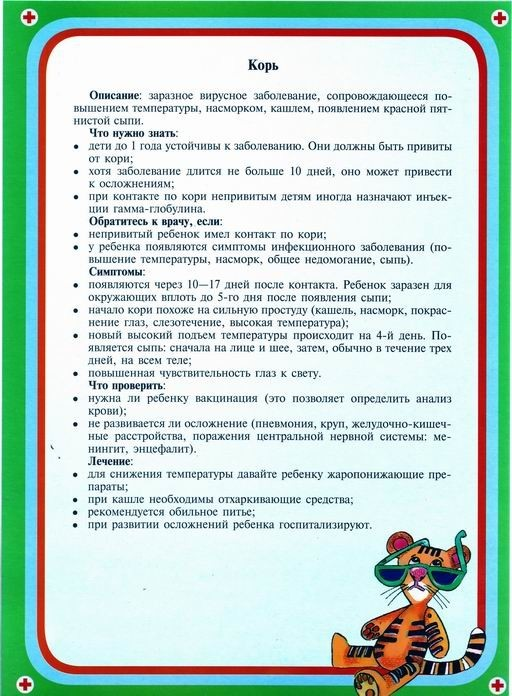 Корь
Описание: заразное вирусное заболевание, сопровождающееся по-
вышением температуры, насморком, кашлем, появлением красной пят-
нистой сыпи.
Что нужно знать:
• дети до 1 года устойчивы к заболеванию. Они должны быть привиты
от кори;
• хотя заболевание длится не больше 10 дней, оно может привести
к осложнениям;
• при контакте по кори непривитым детям иногда назначают инъек-
ции гамма-глобулина.
Обратитесь к врачу, если:
• непривитый ребенок имел контакт по кори;
• у ребенка появляются симптомы инфекционного заболевания (по-
вышение температуры, насморк, общее недомогание, сыпь).
Симптомы:
• появляются через 10—17 дней после контакта. Ребенок заразен для
окружающих вплоть до 5-го дня после появления сыпи;
• начало кори похоже на сильную простуду (кашель, насморк, покрас-
нение глаз, слезотечение, высокая температура);
• новый высокий подъем температуры происходит на 4-й день. По-
является сыпь: сначала на лице и шее, затем, обычно в течение трех
дней, на всем теле;
• повышенная чувствительность глаз к свету.
Что проверить:
• нужна ли ребенку вакцинация (это позволяет определить анализ
крови);
• не развивается ли осложнение (пневмония, круп, желудочно-кишеч-
ные расстройства, поражения центральной нервной системы: ме-
нингит, энцефалит).
Лечение:
• для снижения температуры давайте ребенку жаропонижающие пре-
параты;
• при кашле необходимы отхаркивающие средства;
• рекомендуется обильное питье;
• при развитии осложнений ребенка госпитализируют.